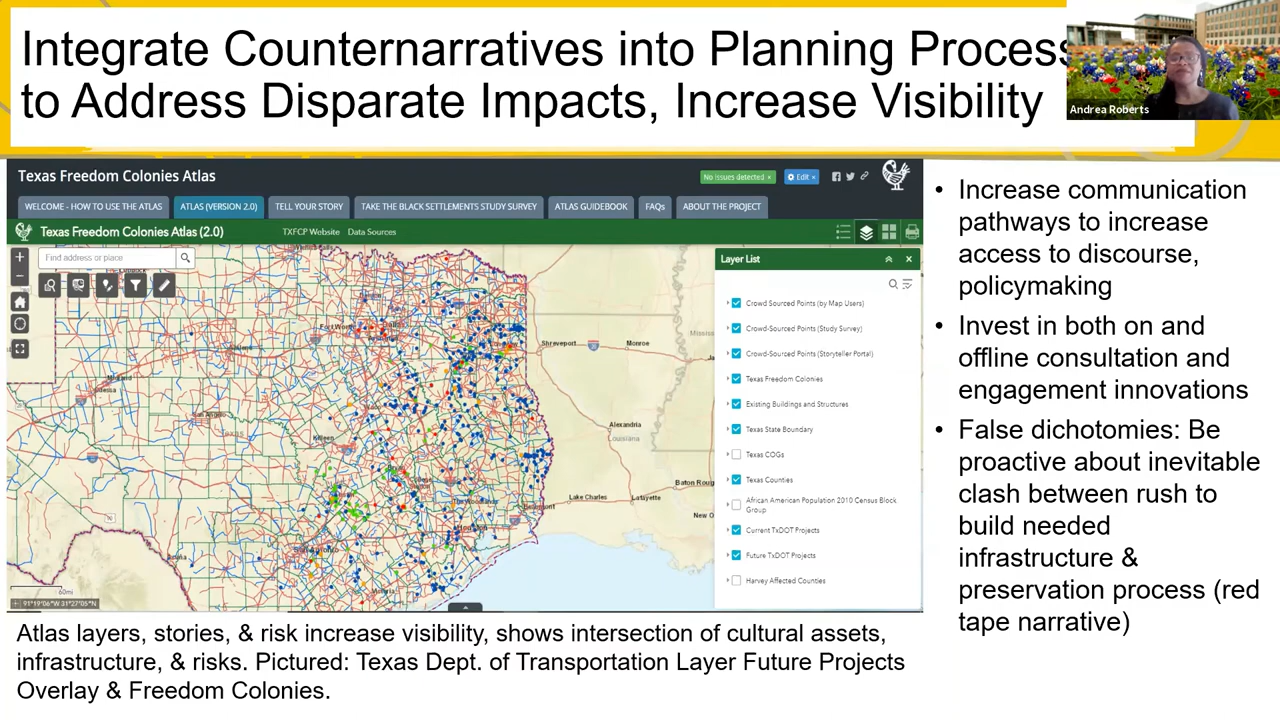 Integrate Counternarratives into Planning Process
to Address Disparate Impacts, Increase Visibility
Andrea Roberts
Texas Freedom Colonies Atlas
No issues detected ×
Edit ×
WELCOME - HOW TO USE THE ATLAS
ATLAS (VERSION 2.0)
TELL YOUR STORY
TAKE THE BLACK SETTLEMENTS STUDY SURVEY
ATLAS GUIDEBOOK
FAQs
ABOUT THE PROJECT
Texas Freedom Colonies Atlas (2.0)
TXFCP Website
Data Sources
Find address or place
Layer List
Crowd Sourced Points (by Map Users)
Crowd-Sourced Points (Study Survey)
Crowd-Sourced Points (Storyteller Portal)
Texas Freedom Colonies
Existing Buildings and Structures
Texas State Boundary
Texas COGs
Texas Counties
African American Population 2010 Census Block
Group
Current TxDOT Projects
Future TxDOT Projects
Harvey Affected Counties
Shreveport
Monroe
Alexandria
Louisiana
Lake Charles
Lafayette
Baton Roug
New O
Killeen
Texas
60mi
Atlas layers, stories, & risk increase visibility, shows intersection of cultural assets,
infrastructure, & risks. Pictured: Texas Dept. of Transportation Layer Future Projects
Overlay & Freedom Colonies.
• Increase communication
pathways to increase
access to discourse,
policymaking
• Invest in both on and
offline consultation and
engagement innovations
• False dichotomies: Be
proactive about inevitable
clash between rush to
build needed
infrastructure &
preservation process (red
tape narrative)